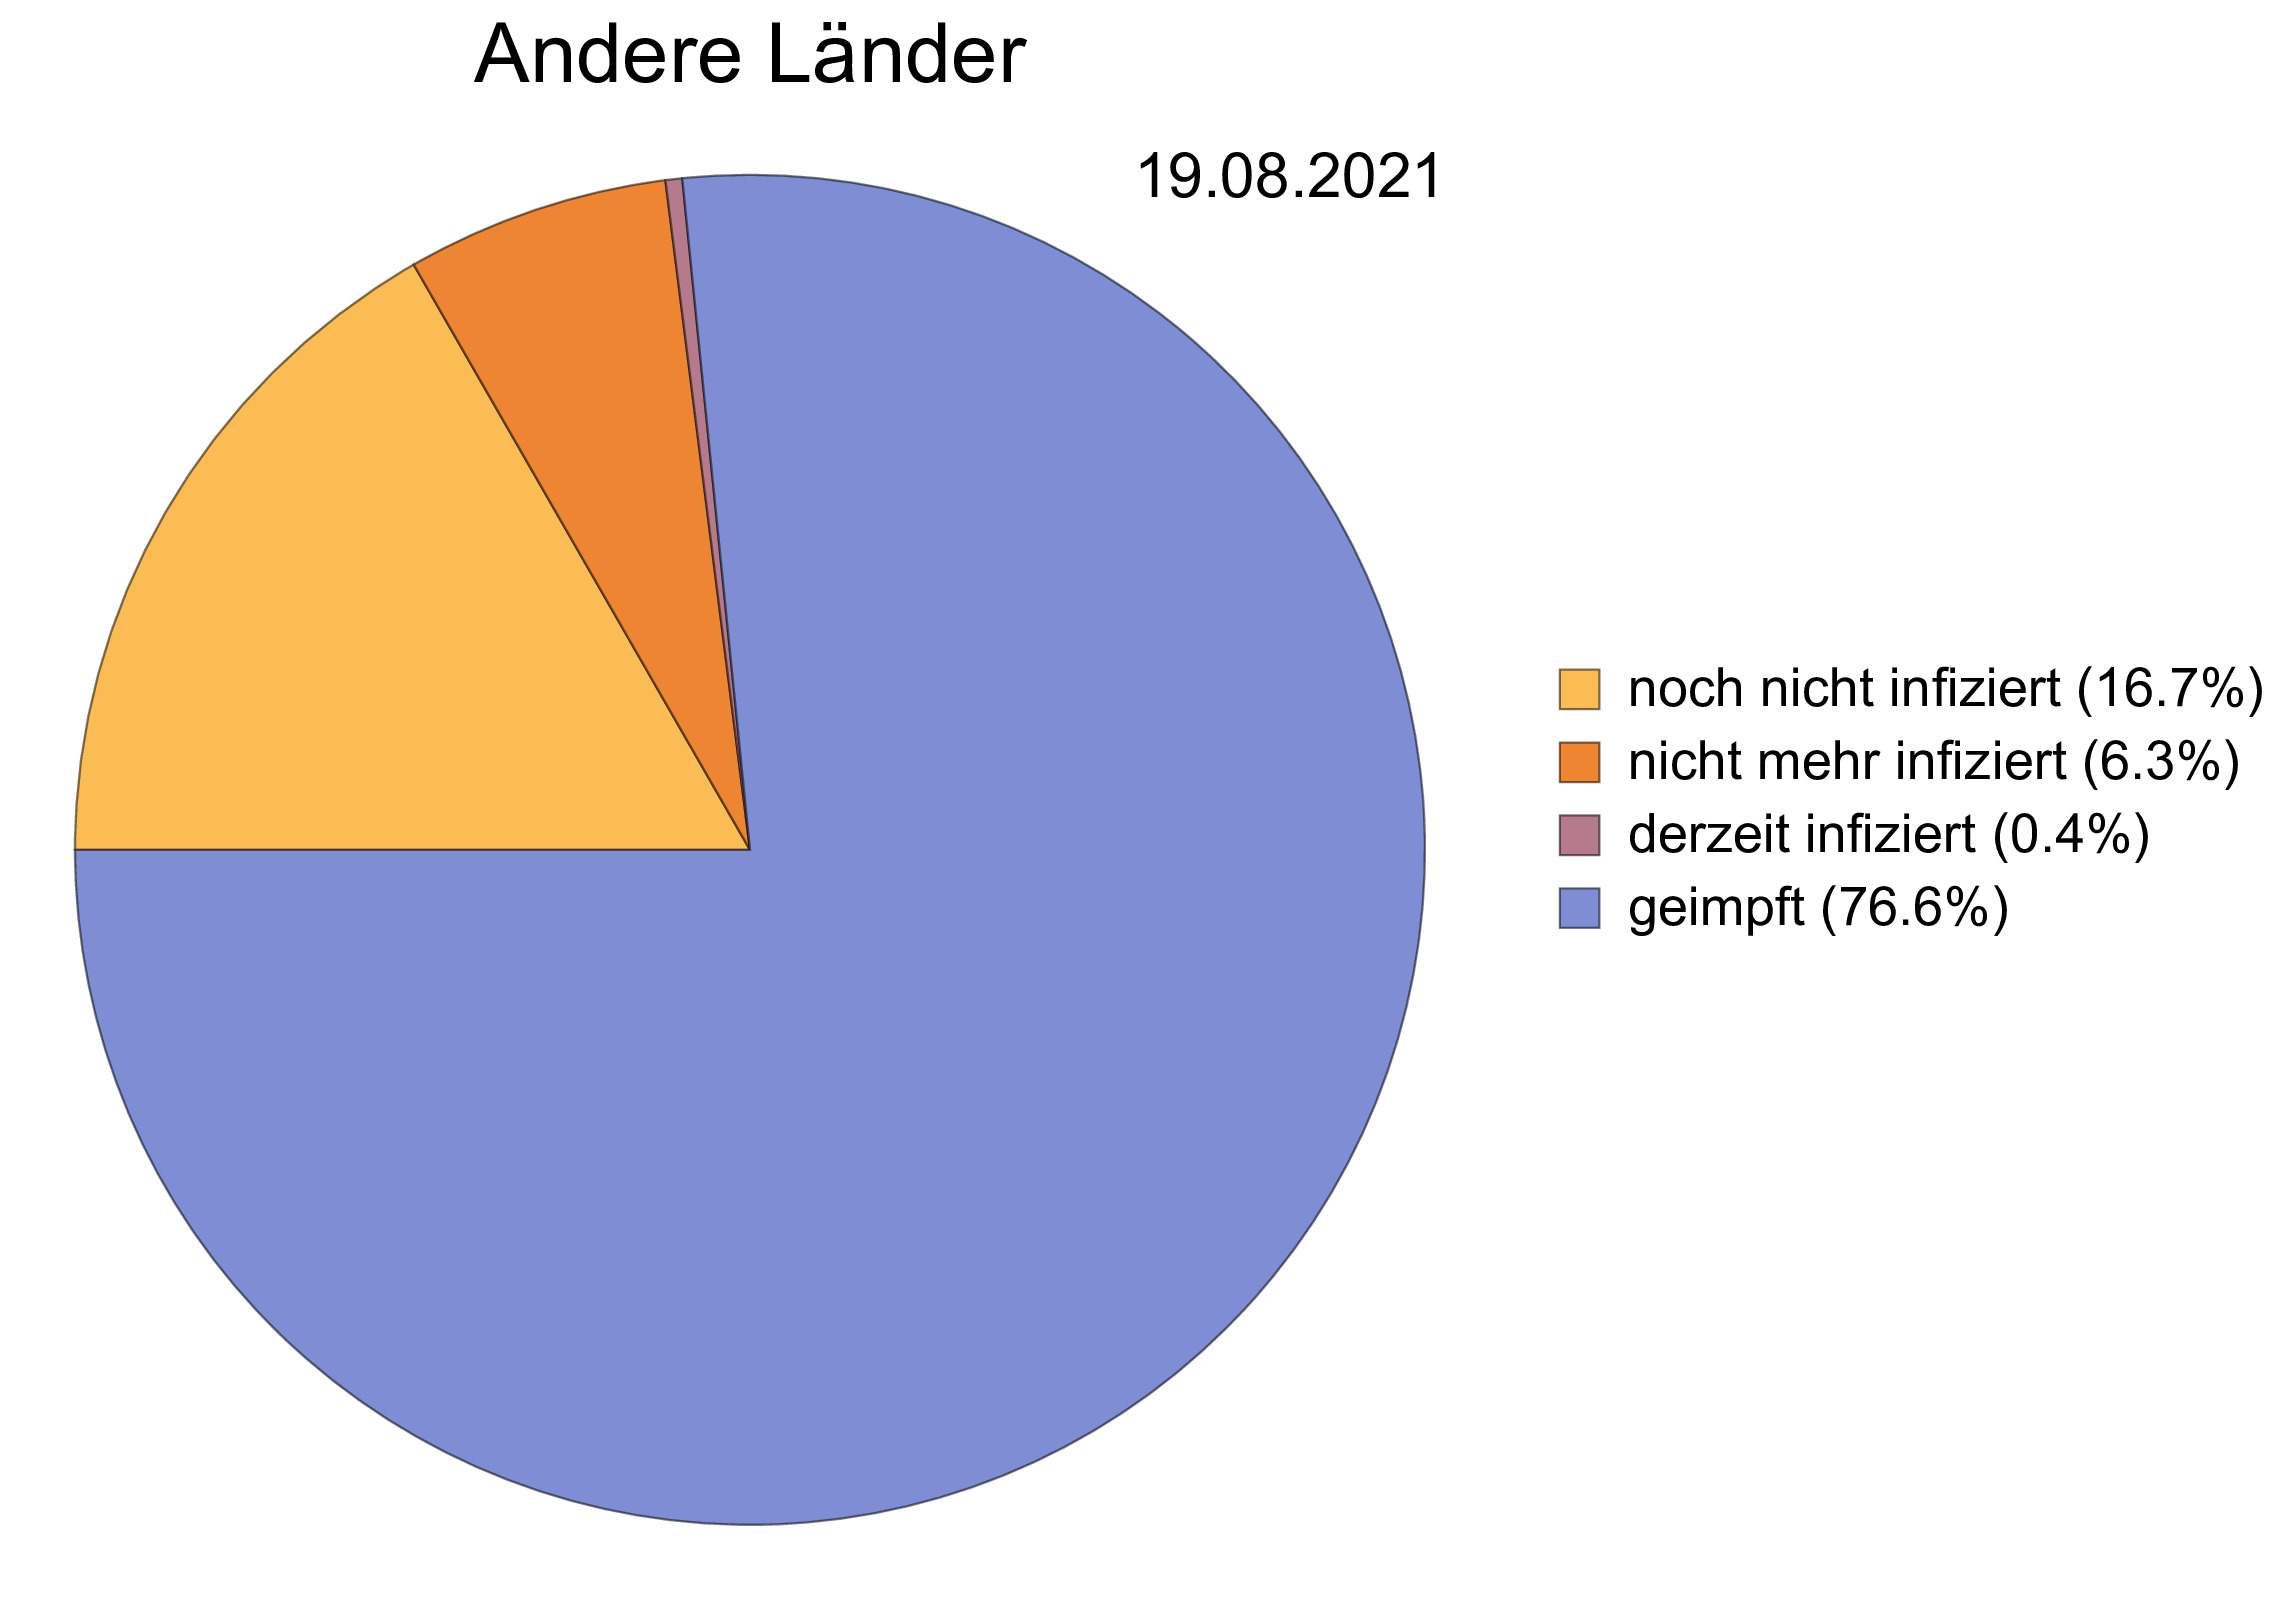 Andere Länder
19.08.2021
noch nicht infiziert (16.7%)
nicht mehr infiziert (6.3%)
derzeit infiziert (0.4%)
geimpft (76.6%)